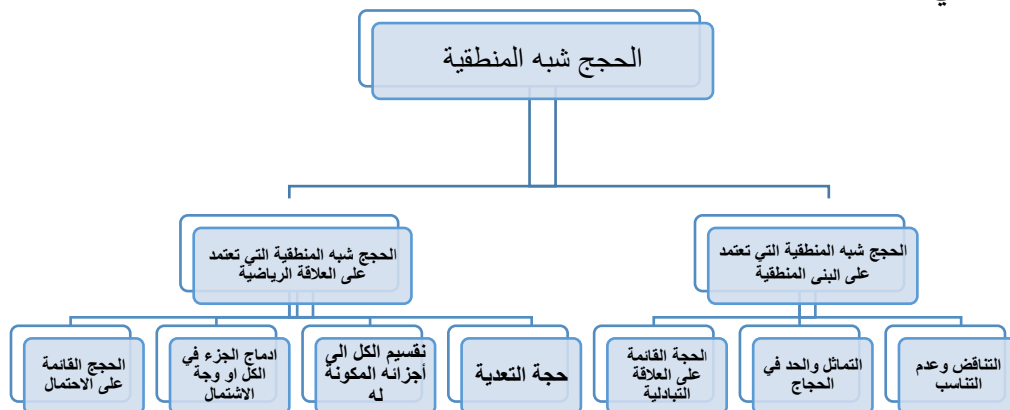 ي
الحجج شبه المنطقية
الحجج شبه المنطقية التي تعتمد
على البنى المنطقية
الحجج شبه المنطقية التي تعتمد
على العلاقة الرياضية
التناقض وعدم
التناسب
التماثل والحد في
الحجاج
الحجة القائمة
على العلاقة
التبادلية
حجة التعدية
نقسيم الكل الى
أجزائه المكونة
له
ادماج الجزء في
الكل او وجة
الاشتمال
الحجج القائمة
على الاحتمال